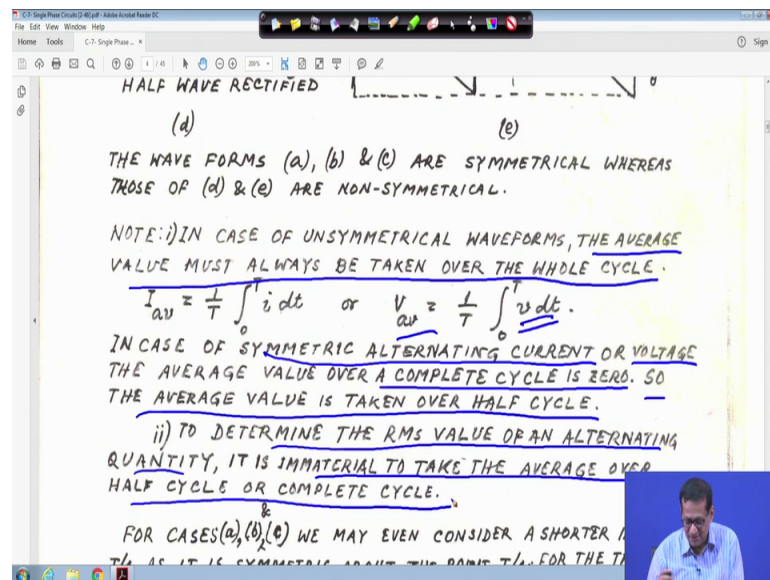 C-7- Single Phase Circuits [2-46].pdf - Adobe Acrobat Reader DC
File Edit View Window Help
Home Tools C-7- Single Phase ... × Sign
4 / 45 200%
HALF WAVE RECTIFIED
(d) (e)
THE WAVE FORMS (a), (b) & (c) ARE SYMMETRICAL WHEREAS
THOSE OF (d) & (e) ARE NON-SYMMETRICAL.
NOTE: i) IN CASE OF UNSYMMETRICAL WAVEFORMS, THE AVERAGE
VALUE MUST ALWAYS BE TAKEN OVER THE WHOLE CYCLE.
I_av = 1/T ∫_0^T i dt or V_av = 1/T ∫_0^T v dt.
IN CASE OF SYMMETRIC ALTERNATING CURRENT OR VOLTAGE
THE AVERAGE VALUE OVER A COMPLETE CYCLE IS ZERO. SO
THE AVERAGE VALUE IS TAKEN OVER HALF CYCLE.
ii) TO DETERMINE THE RMS VALUE OF AN ALTERNATING
QUANTITY, IT IS IMMATERIAL TO TAKE THE AVERAGE OVER
HALF CYCLE OR COMPLETE CYCLE.
FOR CASES (a), (b), & (c) WE MAY EVEN CONSIDER A SHORTER
AS IT IS SYMMETRIC ABOUT THE POINT FOR THE